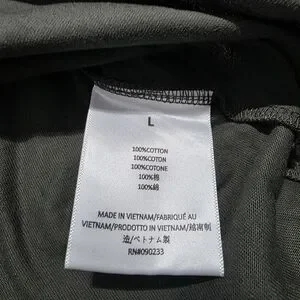 L
100%COTTON
100%COTON
100%COTONE
100%棉
100%綿
MADE IN VIETNAM/FABRIQUÉ AU
VIETNAM/PRODOTTO IN VIETNAM/越南制
造/ベトナム製
RN#090233